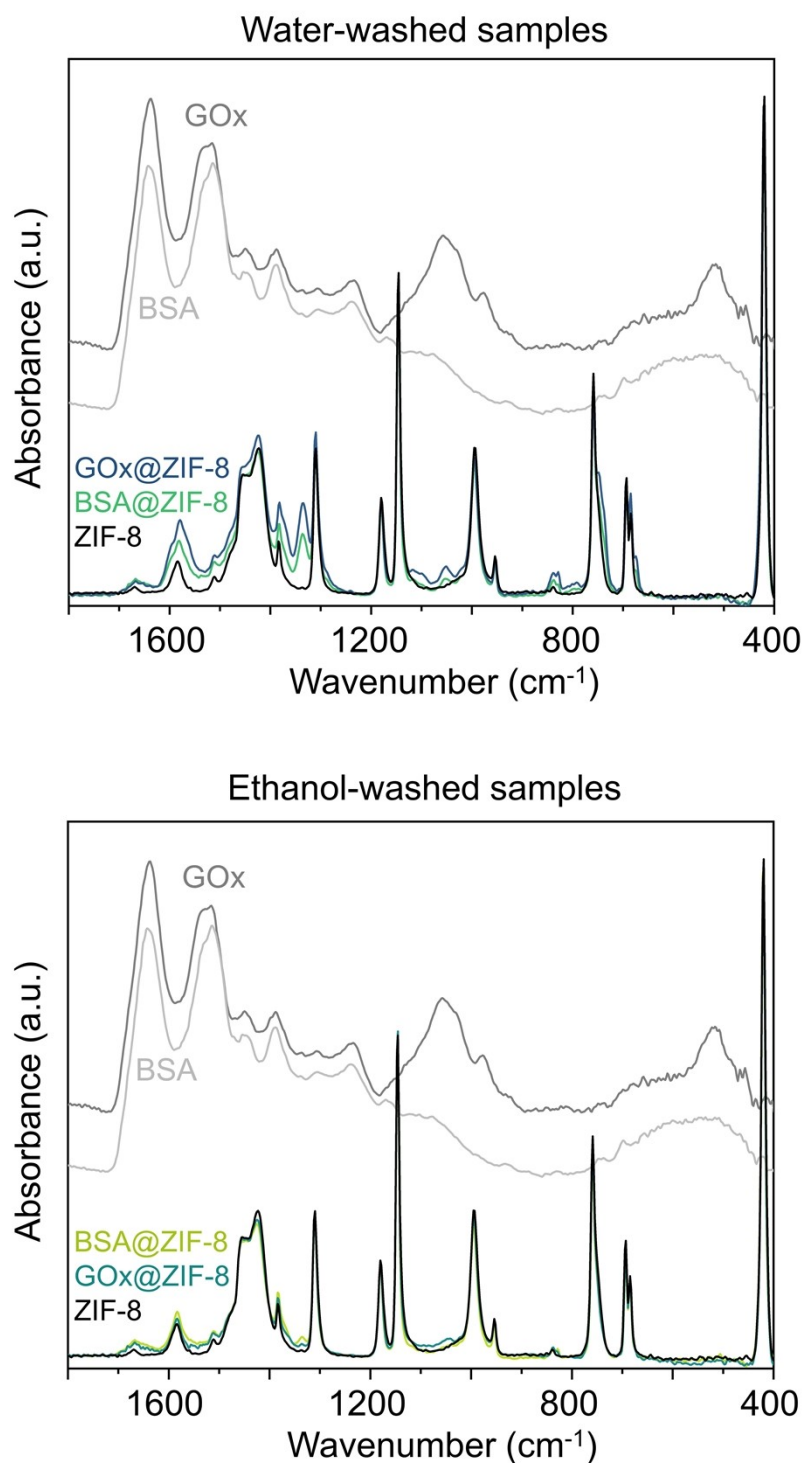 Water-washed samples
GOx
BSA
GOx@ZIF-8
BSA@ZIF-8
ZIF-8
Absorbance (a.u.)
1600 1200 800 400
Wavenumber (cm⁻¹)
Ethanol-washed samples
GOx
BSA
BSA@ZIF-8
GOx@ZIF-8
ZIF-8
Absorbance (a.u.)
1600 1200 800 400
Wavenumber (cm⁻¹)